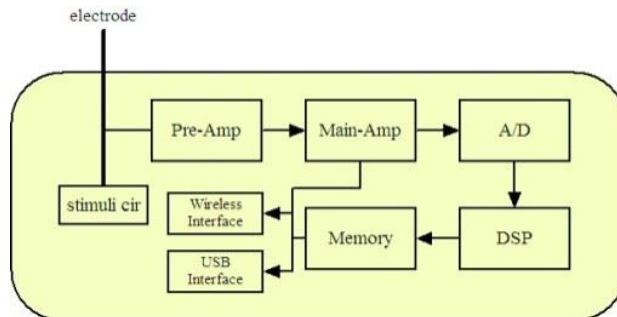 electrode
Pre-Amp
Main-Amp
A/D
stimuli cir
Wireless
Interface
Memory
DSP
USB
Interface